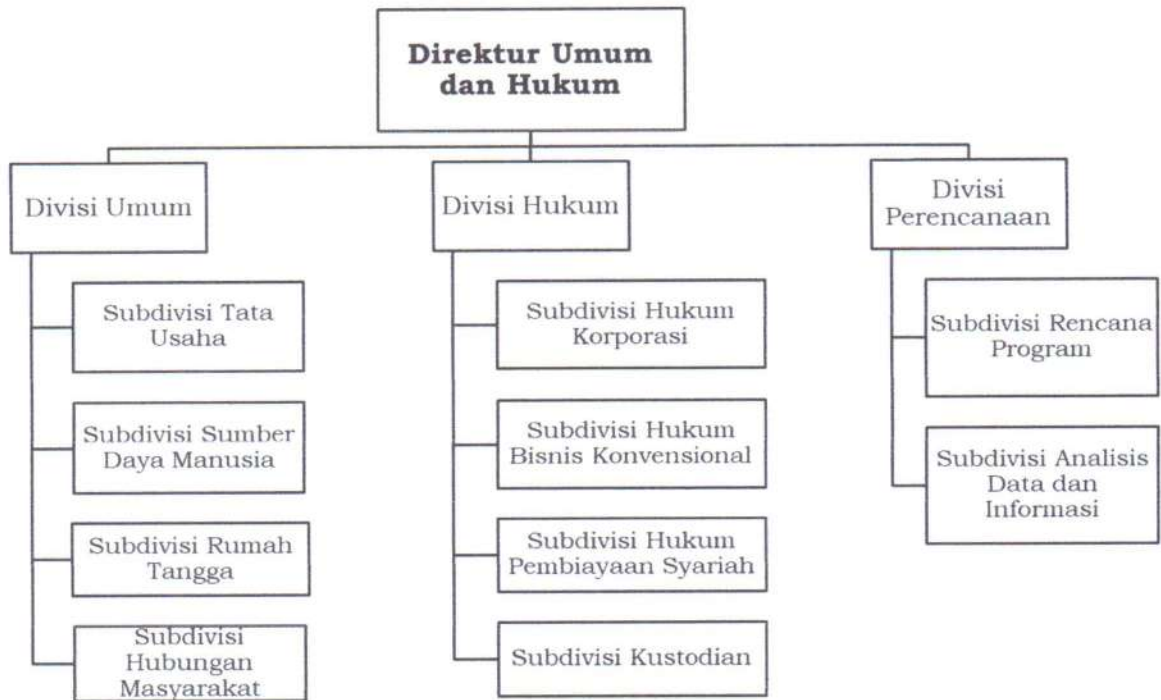 Direktur Umum
dan Hukum
Divisi Umum
Subdivisi Tata
Usaha
Subdivisi Sumber
Daya Manusia
Subdivisi Rumah
Tangga
Subdivisi
Hubungan
Masyarakat
Divisi Hukum
Subdivisi Hukum
Korporasi
Subdivisi Hukum
Bisnis Konvensional
Subdivisi Hukum
Pembiayaan Syariah
Subdivisi Kustodian
Divisi
Perencanaan
Subdivisi Rencana
Program
Subdivisi Analisis
Data dan
Informasi